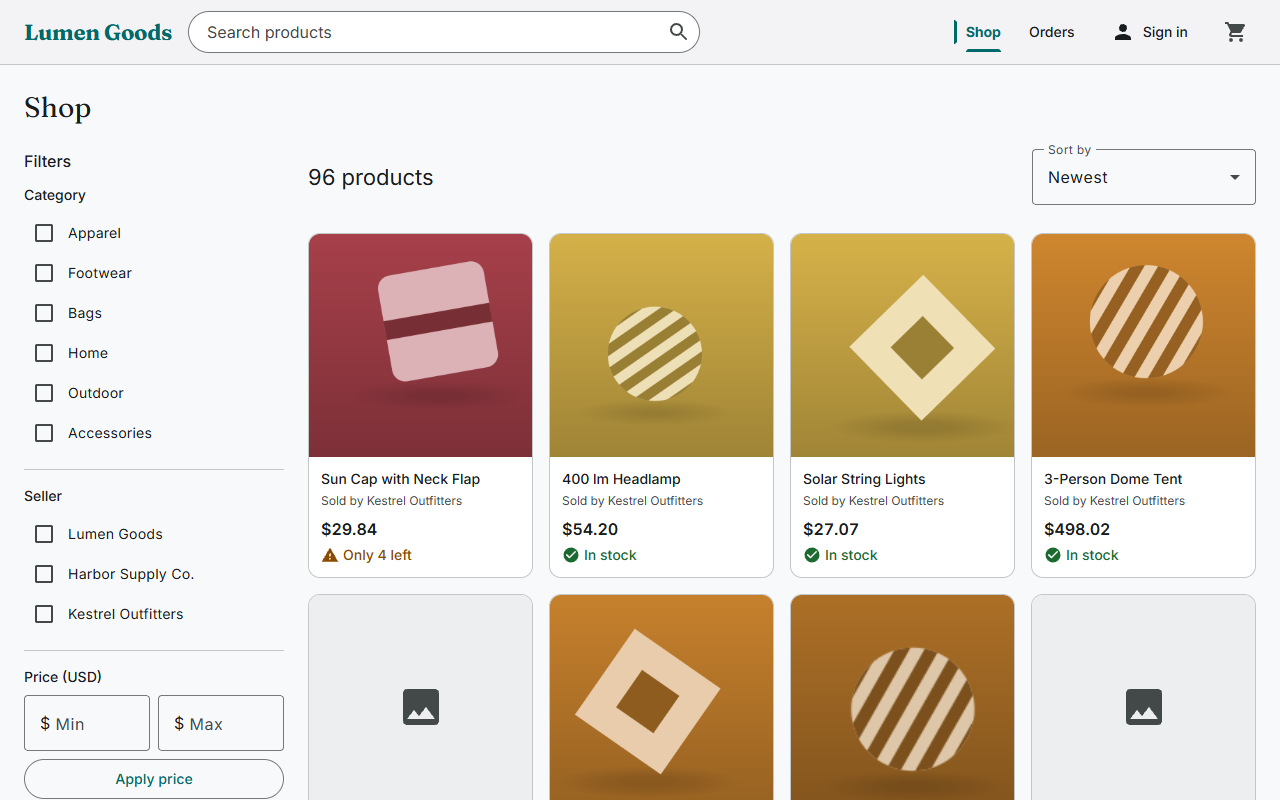 Lumen Goods
Search products
Shop
Orders
Sign in
Shop
Filters
Category
Apparel
Footwear
Bags
Home
Outdoor
Accessories
Seller
Lumen Goods
Harbor Supply Co.
Kestrel Outfitters
Price (USD)
$ Min
$ Max
Apply price
96 products
Sort by
Newest
Sun Cap with Neck Flap
Sold by Kestrel Outfitters
$29.84
Only 4 left
400 lm Headlamp
Sold by Kestrel Outfitters
$54.20
In stock
Solar String Lights
Sold by Kestrel Outfitters
$27.07
In stock
3-Person Dome Tent
Sold by Kestrel Outfitters
$498.02
In stock